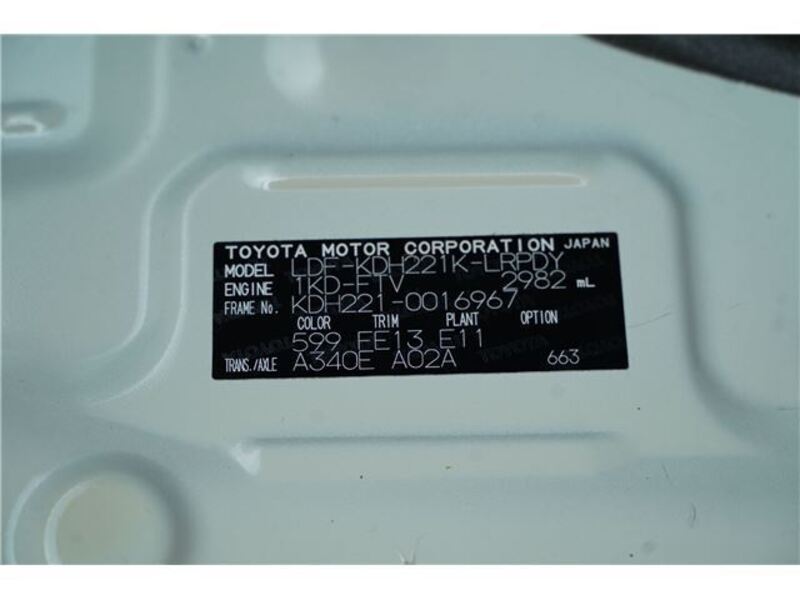 TOYOTA MOTOR CORPORATION JAPAN
MODEL LDF-KDH221K-LRPDY
ENGINE 1KD-FTV 2982 mL
FRAME No. KDH221-0016967
COLOR TRIM PLANT OPTION
599 FE13 E11
TRANS./AXLE A340E A02A 663